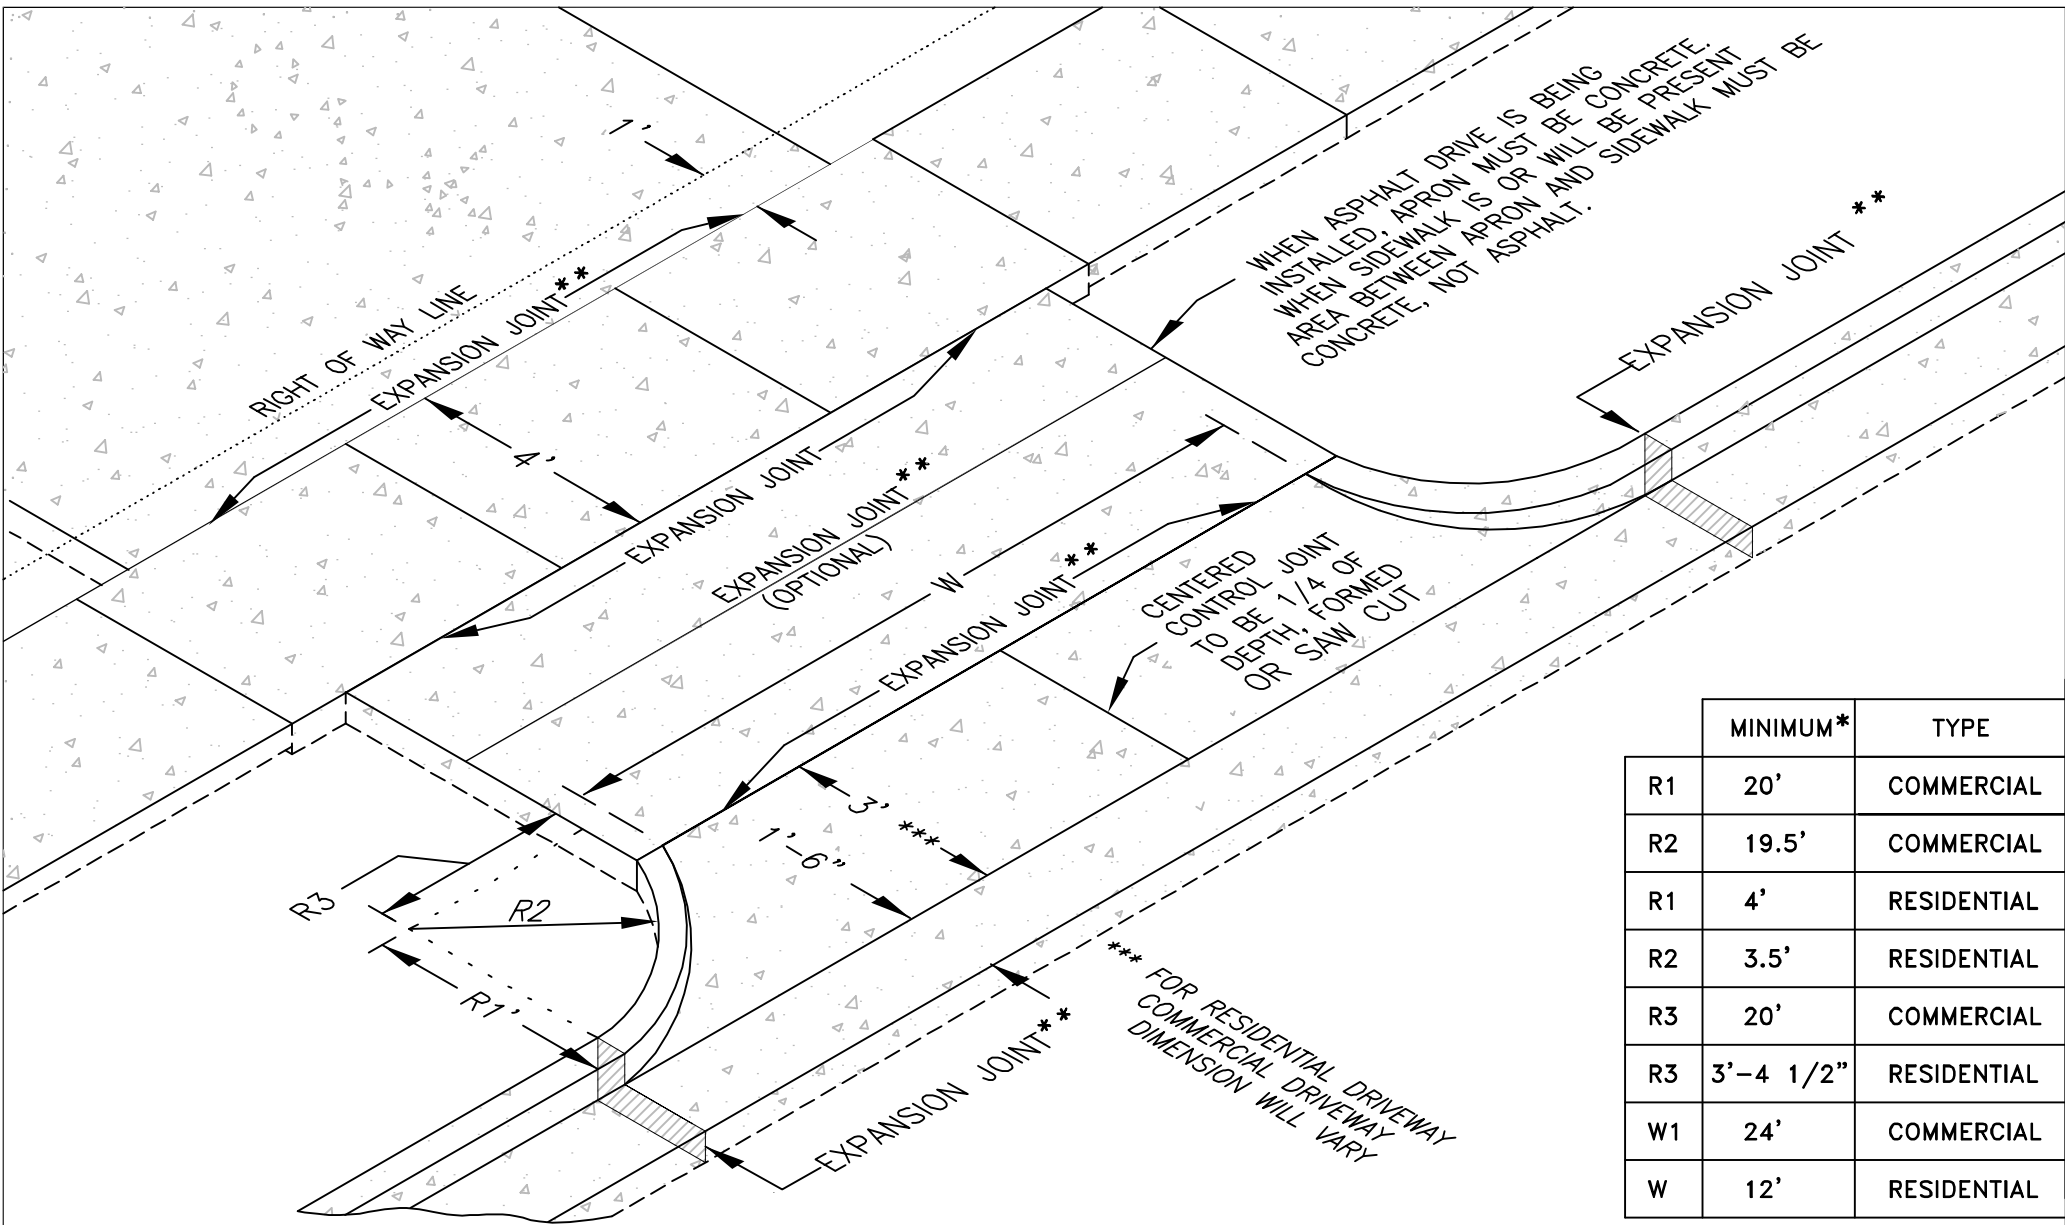 1'
RIGHT OF WAY LINE
EXPANSION JOINT**
4'
EXPANSION JOINT
EXPANSION JOINT**
(OPTIONAL)
W
EXPANSION JOINT**
WHEN ASPHALT DRIVE IS BEING
INSTALLED, APRON MUST BE CONCRETE.
WHEN SIDEWALK IS OR WILL BE PRESENT
AREA BETWEEN APRON AND SIDEWALK MUST BE
CONCRETE, NOT ASPHALT.
EXPANSION JOINT **
CENTERED
CONTROL JOINT
TO BE 1/4 OF
DEPTH, FORMED
OR SAW CUT
3' ***
1'-6"
R3
R2
R1'
EXPANSION JOINT**
*** FOR RESIDENTIAL DRIVEWAY
COMMERCIAL DRIVEWAY
DIMENSION WILL VARY
MINIMUM* TYPE
R1 20' COMMERCIAL
R2 19.5' COMMERCIAL
R1 4' RESIDENTIAL
R2 3.5' RESIDENTIAL
R3 20' COMMERCIAL
R3 3'-4 1/2" RESIDENTIAL
W1 24' COMMERCIAL
W 12' RESIDENTIAL